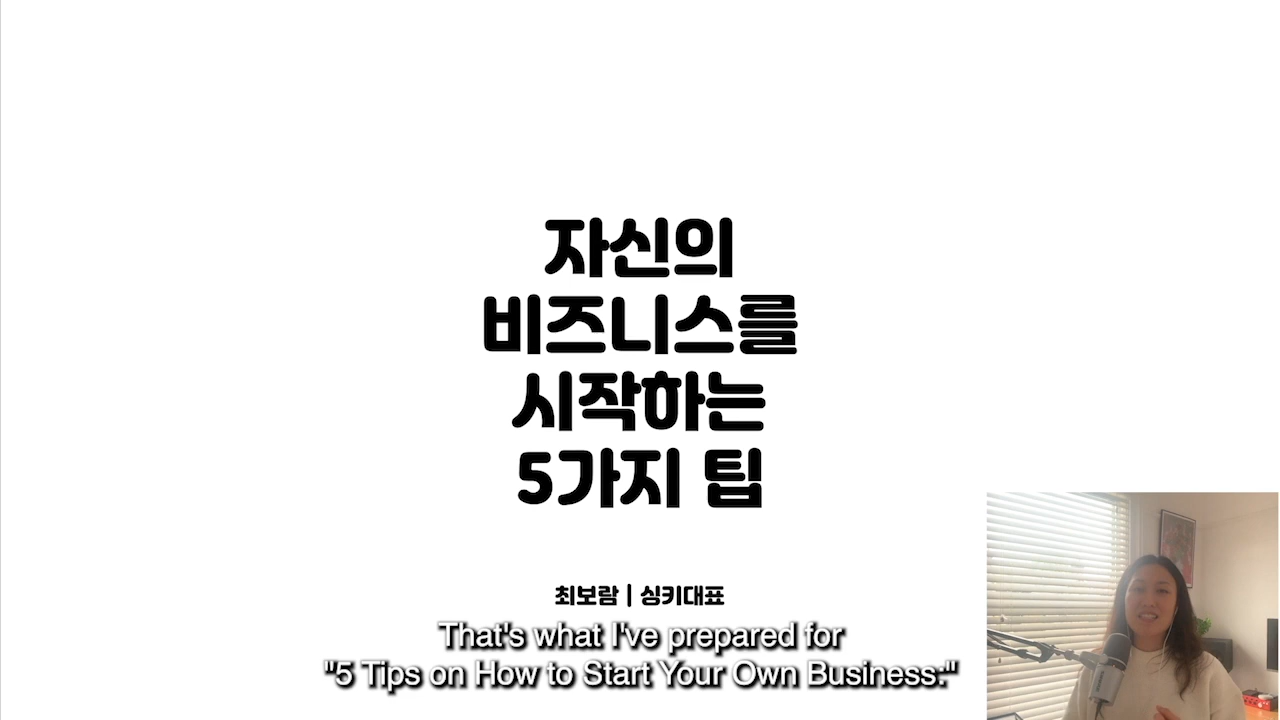 자신의
비즈니스를
시작하는
5가지 팁
최보람 | 싱키대표
That's what I've prepared for
"5 Tips on How to Start Your Own Business:"